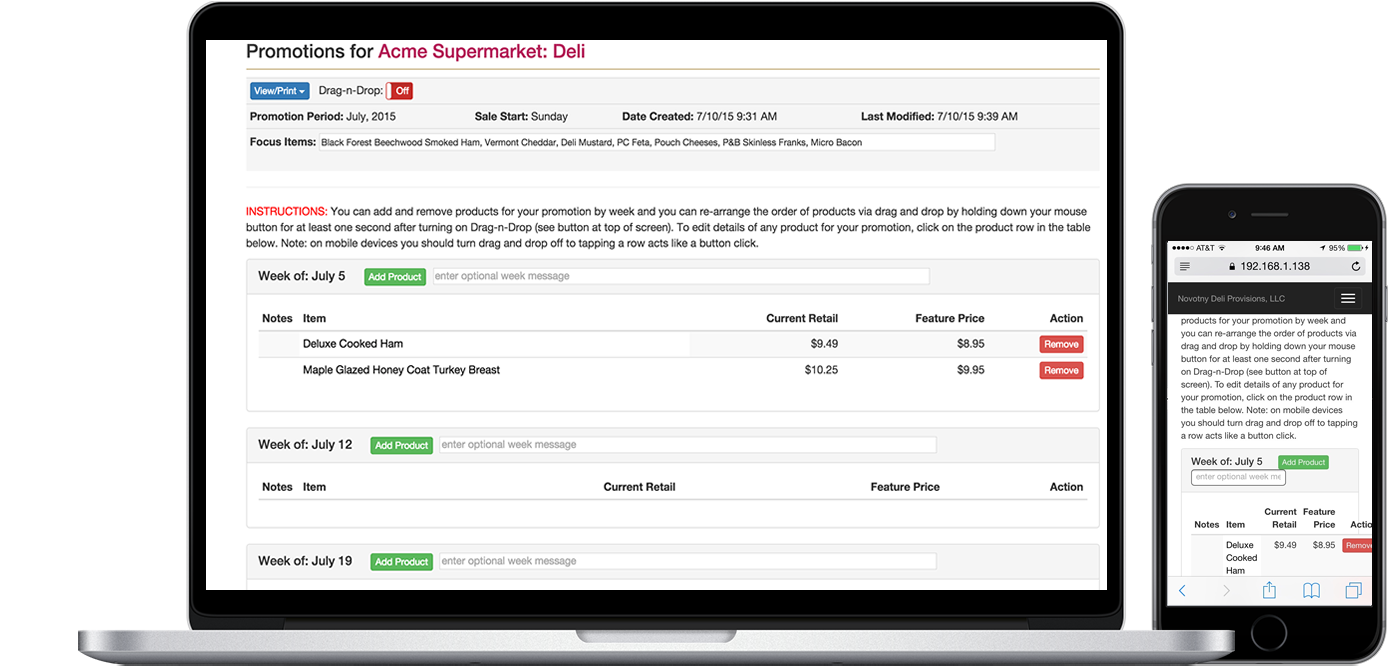 Promotions for Acme Supermarket: Deli
View/Print Drag-n-Drop: Off
Promotion Period: July, 2015 Sale Start: Sunday Date Created: 7/10/15 9:31 AM Last Modified: 7/10/15 9:39 AM
Focus Items: Black Forest Beechwood Smoked Ham, Vermont Cheddar, Deli Mustard, PC Feta, Pouch Cheeses, P&B Skinless Franks, Micro Bacon
INSTRUCTIONS: You can add and remove products for your promotion by week and you can re-arrange the order of products via drag and drop by holding down your mouse
button for at least one second after turning on Drag-n-Drop (see button at top of screen). To edit details of any product for your promotion, click on the product row in the table
below. Note: on mobile devices you should turn drag and drop off to tapping a row acts like a button click.
Week of: July 5 Add Product enter optional week message
Notes Item Current Retail Feature Price Action
Deluxe Cooked Ham $9.49 $8.95 Remove
Maple Glazed Honey Coat Turkey Breast $10.25 $9.95 Remove
Week of: July 12 Add Product enter optional week message
Notes Item Current Retail Feature Price Action
Week of: July 19 Add Product enter optional week message
AT&T 9:46 AM 95%
192.168.1.138
Novotny Deli Provisions, LLC
products for your promotion by week and
you can re-arrange the order of products via
drag and drop by holding down your mouse
button for at least one second after turning
on Drag-n-Drop (see button at top of
screen). To edit details of any product for
your promotion, click on the product row in
the table below. Note: on mobile devices
you should turn drag and drop off to tapping
a row acts like a button click.
Week of: July 5 Add Product
enter optional week me
Current Feature
Notes Item Retail Price Actio
Deluxe $9.49 $8.95 Remove
Cooked
Ham